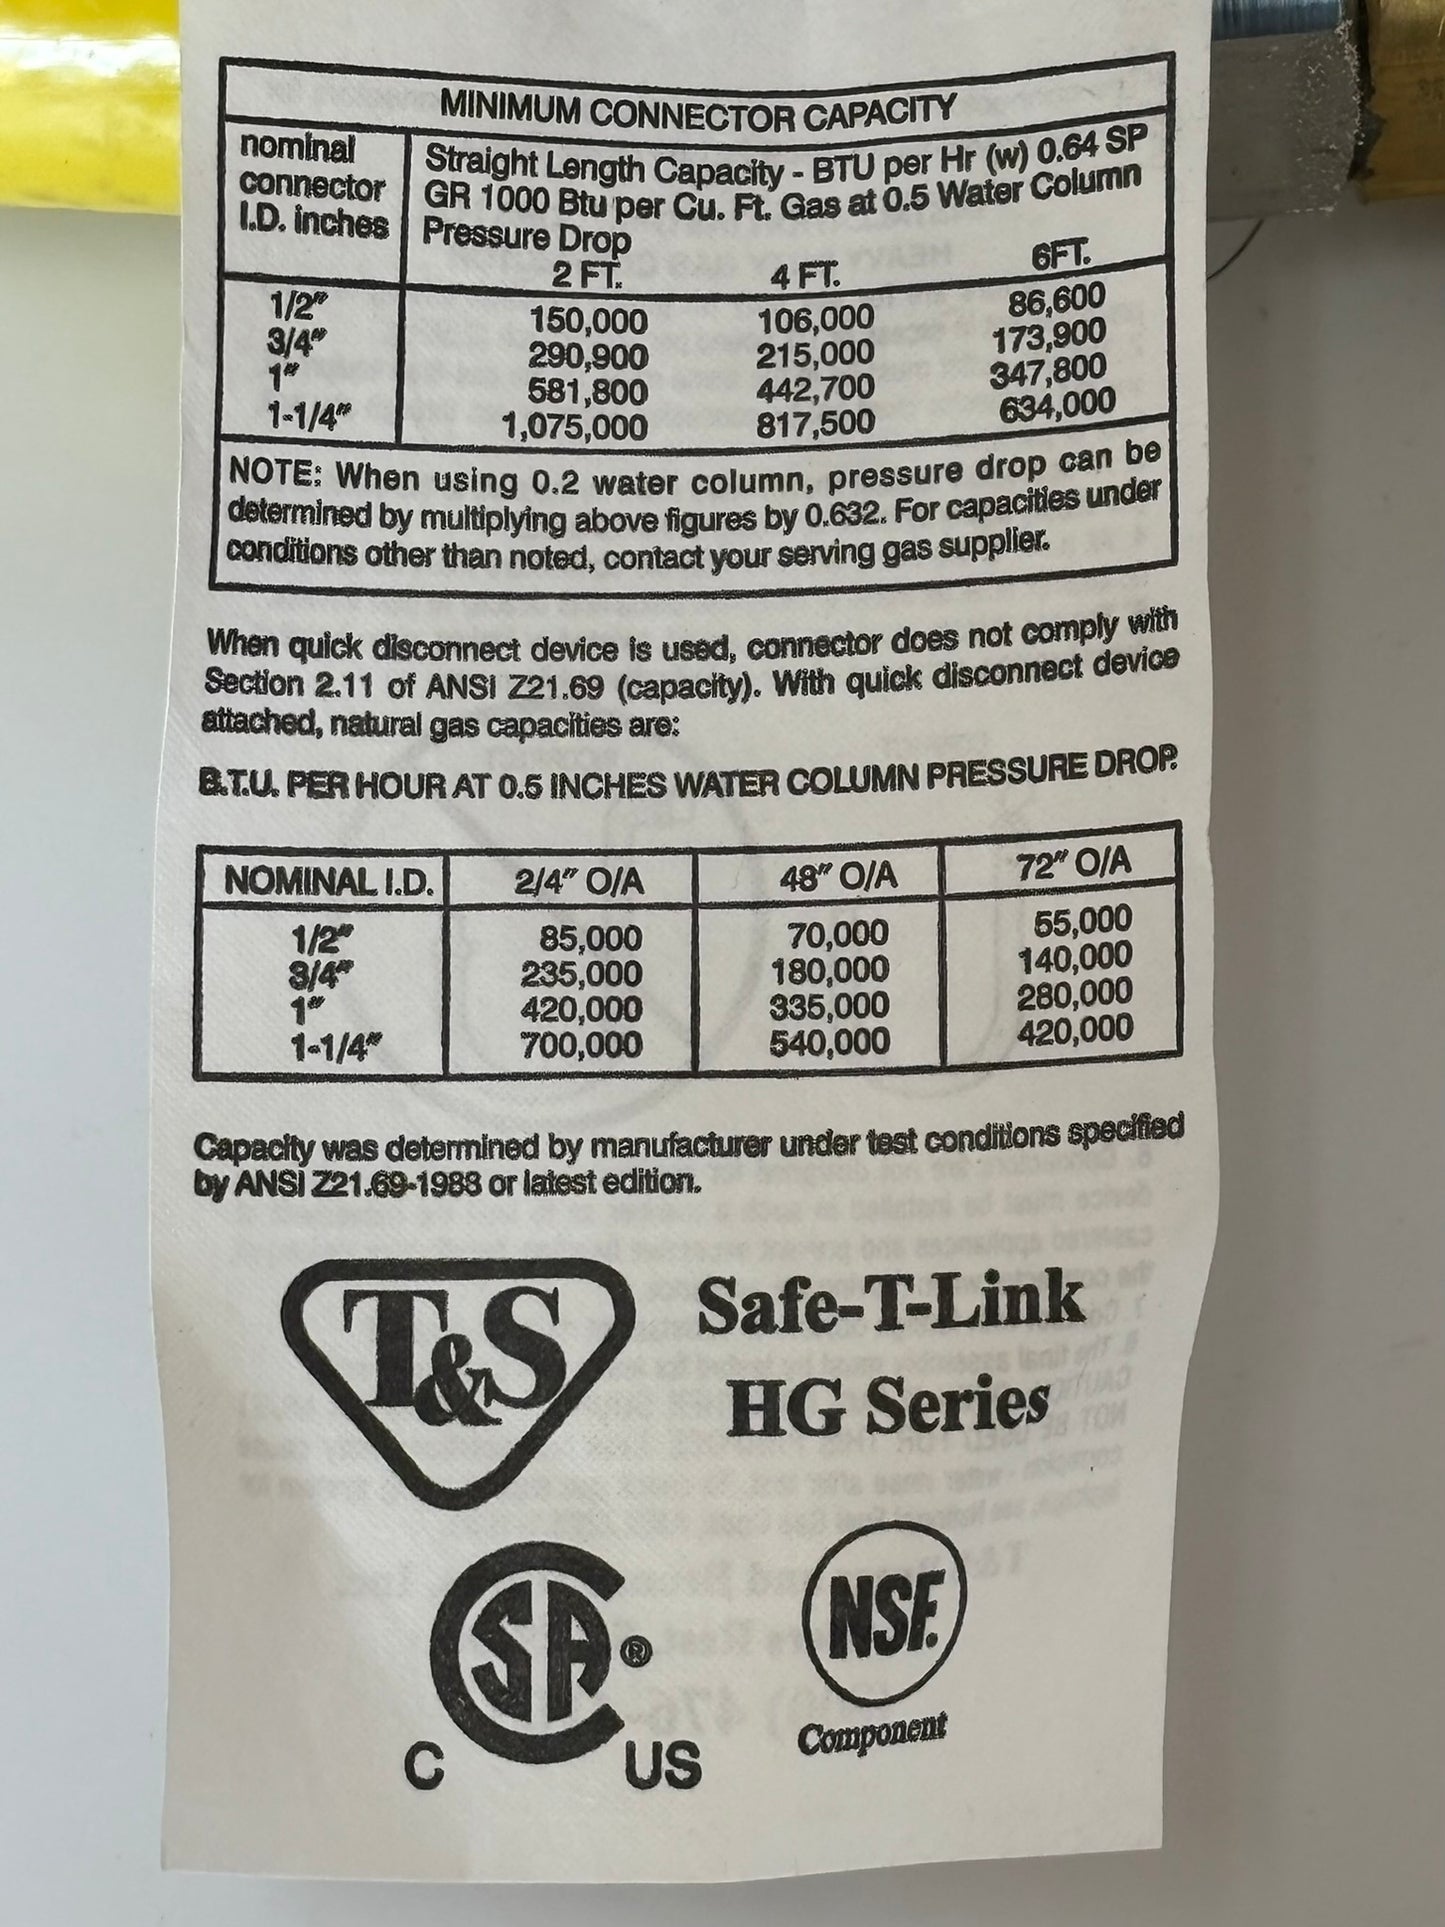 MINIMUM CONNECTOR CAPACITY
nominal connector I.D. inches
Straight Length Capacity - BTU per Hr (w) 0.64 SP
GR 1000 Btu per Cu. Ft. Gas at 0.5 Water Column
Pressure Drop
2 FT. 4 FT. 6FT.
1/2" 150,000 106,000 86,600
3/4" 290,900 215,000 173,900
1" 581,800 442,700 347,800
1-1/4" 1,075,000 817,500 634,000
NOTE: When using 0.2 water column, pressure drop can be
determined by multiplying above figures by 0.632. For capacities under
conditions other than noted, contact your serving gas supplier.
When quick disconnect device is used, connector does not comply with
Section 2.11 of ANSI Z21.69 (capacity). With quick disconnect device
attached, natural gas capacities are:
B.T.U. PER HOUR AT 0.5 INCHES WATER COLUMN PRESSURE DROP.
NOMINAL I.D. 2/4" O/A 48" O/A 72" O/A
1/2" 85,000 70,000 55,000
3/4" 235,000 180,000 140,000
1" 420,000 335,000 280,000
1-1/4" 700,000 540,000 420,000
Capacity was determined by manufacturer under test conditions specified
by ANSI Z21.69-1988 or latest edition.
T&S
Safe-T-Link
HG Series
C SA ® US
NSF.
Component